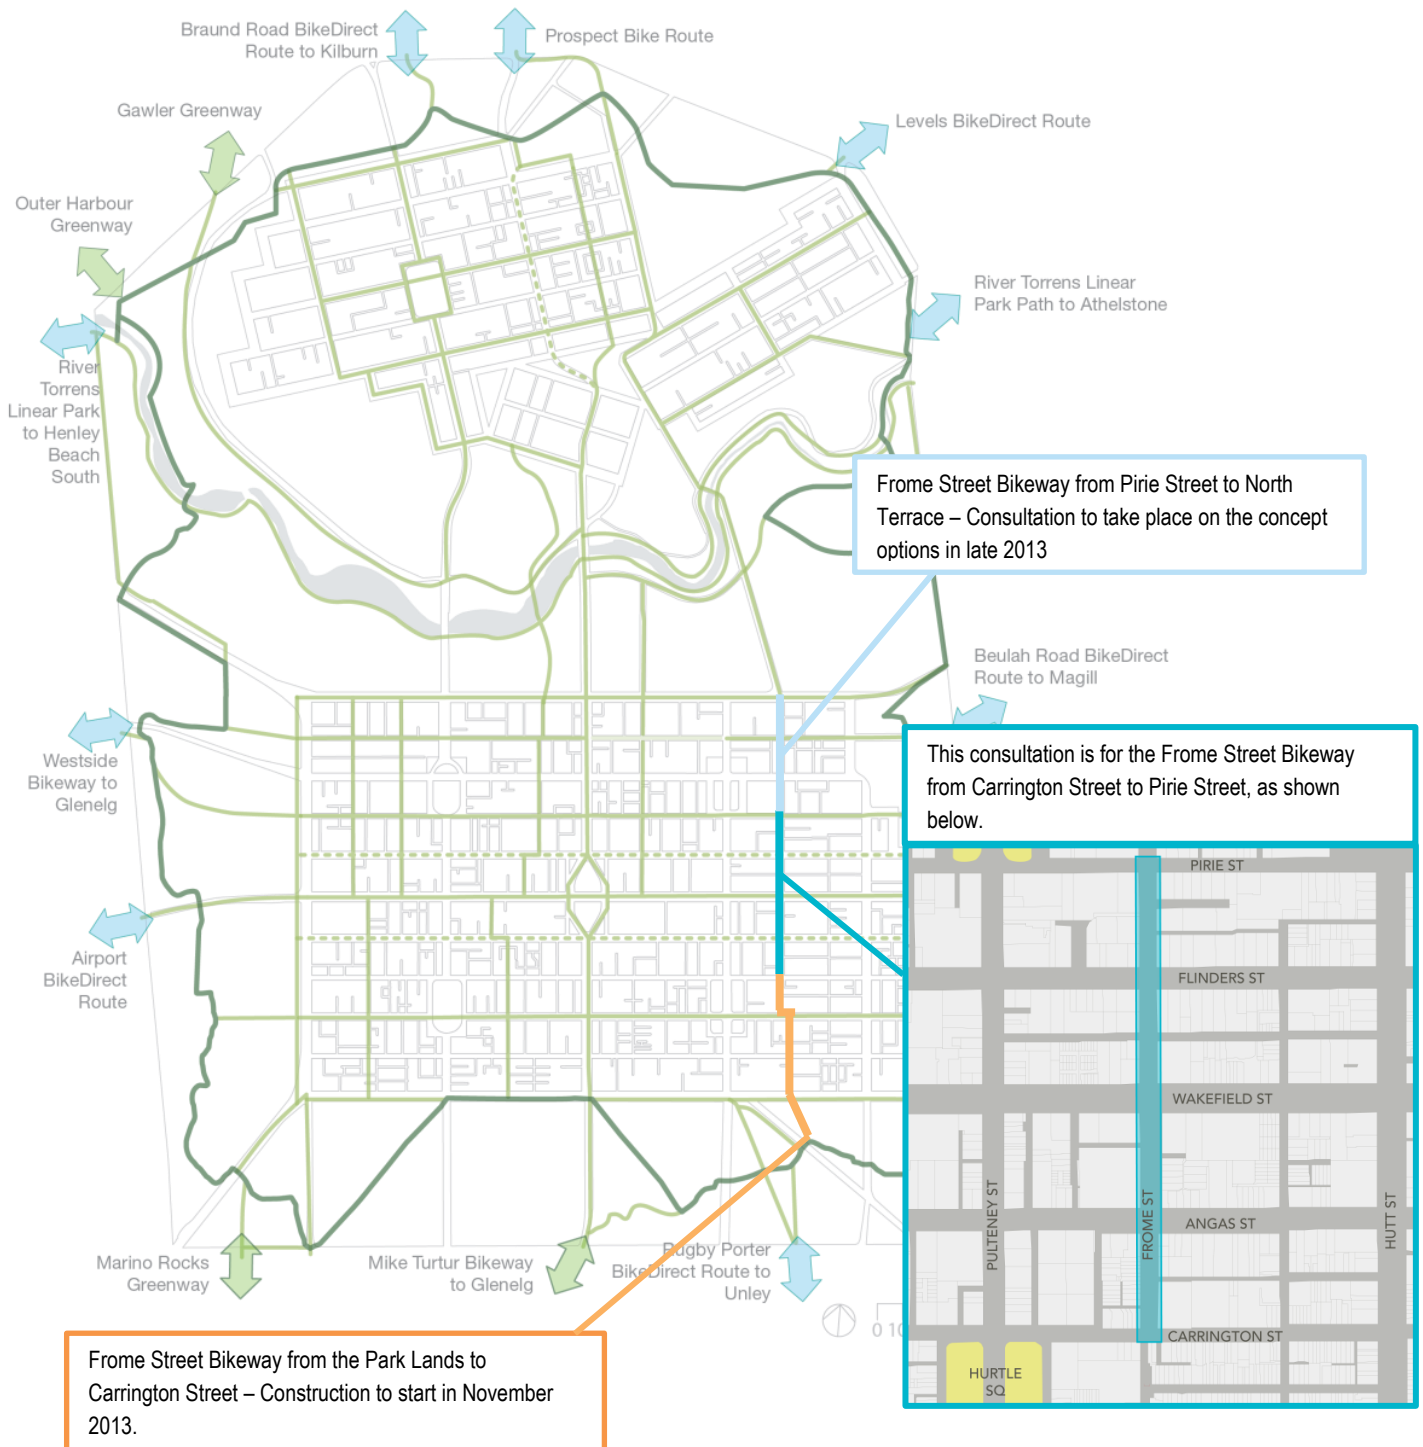 Braund Road BikeDirect
Route to Kilburn
Prospect Bike Route
Gawler Greenway
Levels BikeDirect Route
Outer Harbour
Greenway
River Torrens Linear
Park Path to Athelstone
River
Torrens
Linear Park
to Henley
Beach
South
Frome Street Bikeway from Pirie Street to North
Terrace – Consultation to take place on the concept
options in late 2013
Beulah Road BikeDirect
Route to Magill
Westside
Bikeway to
Glenelg
This consultation is for the Frome Street Bikeway
from Carrington Street to Pirie Street, as shown
below.
PIRIE ST
FLINDERS ST
WAKEFIELD ST
PULTENEY ST
FROME ST
ANGAS ST
HUTT ST
CARRINGTON ST
HURTLE
SQ
Airport
BikeDirect
Route
Marino Rocks
Greenway
Mike Turtur Bikeway
to Glenelg
Rugby Porter
BikeDirect Route to
Unley
0
Frome Street Bikeway from the Park Lands to
Carrington Street – Construction to start in November
2013.